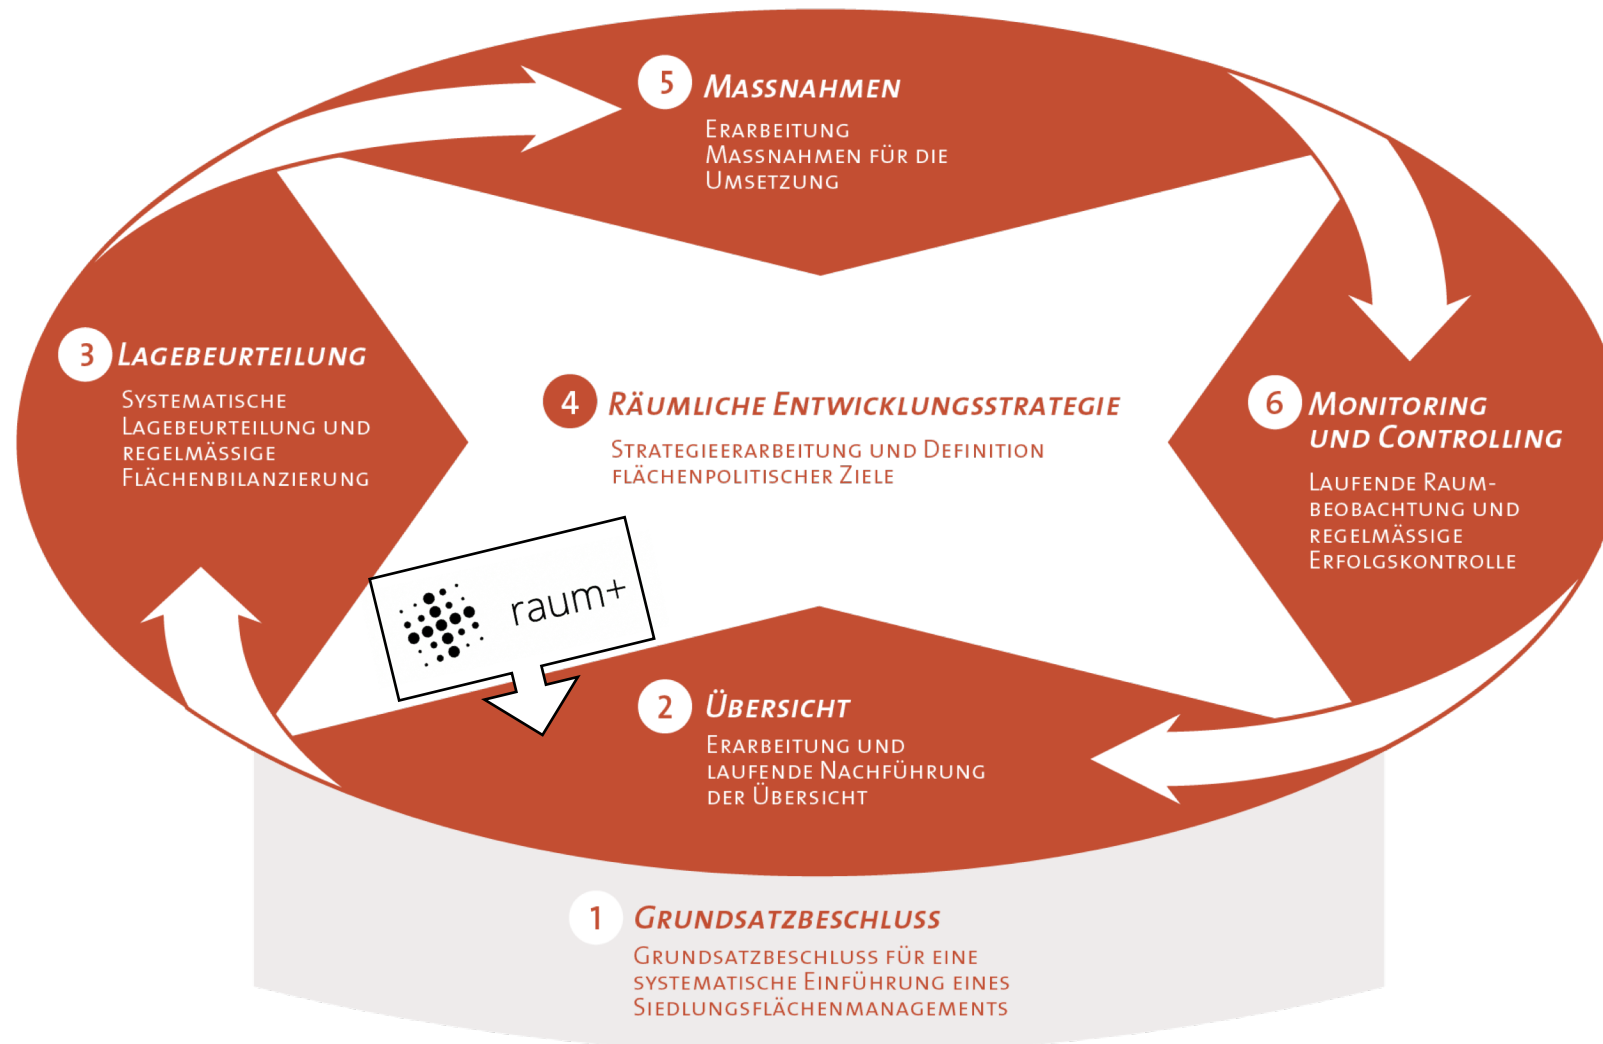 5 MASSNAHMEN
ERARBEITUNG
MASSNAHMEN FÜR DIE
UMSETZUNG
3 LAGEBEURTEILUNG
SYSTEMATISCHE
LAGEBEURTEILUNG UND
REGELMÄSSIGE
FLÄCHENBILANZIERUNG
4 RÄUMLICHE ENTWICKLUNGSSTRATEGIE
STRATEGIEERARBEITUNG UND DEFINITION
FLÄCHENPOLITISCHER ZIELE
6 MONITORING
UND CONTROLLING
LAUFENDE RAUM-
BEOBACHTUNG UND
REGELMÄSSIGE
ERFOLGSKONTROLLE
raum+
2 ÜBERSICHT
ERARBEITUNG UND
LAUFENDE NACHFÜHRUNG
DER ÜBERSICHT
1 GRUNDSATZBESCHLUSS
GRUNDSATZBESCHLUSS FÜR EINE
SYSTEMATISCHE EINFÜHRUNG EINES
SIEDLUNGSFLÄCHENMANAGEMENTS